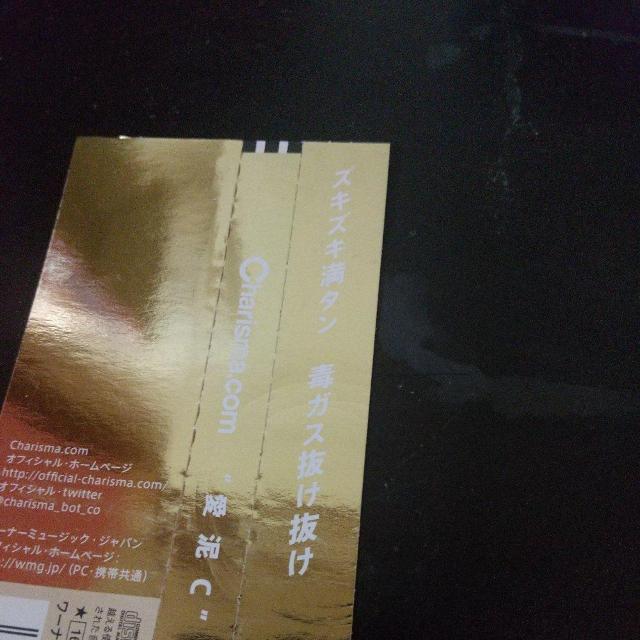 ズキズキ満タン 毒ガス抜け抜け
Charisma.com
Charisma.com
オフィシャル・ホームページ
http://official-charisma.com/
オフィシャル・twitter
@charisma_bot_co
ーナーミュージック・ジャパン
フィシャル・ホームページ:
://wmg.jp/ (PC・携帯共通)